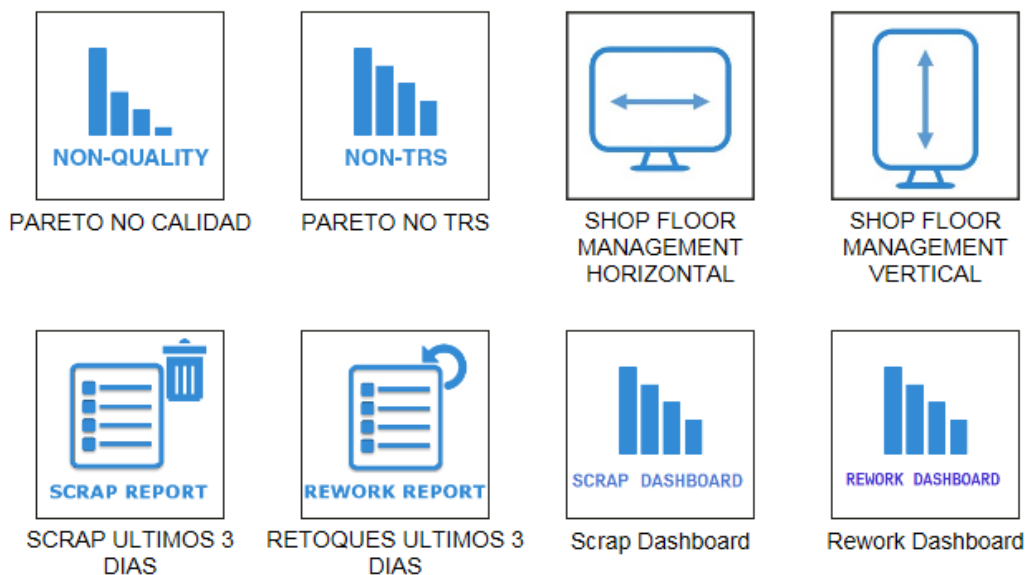 NON-QUALITY
PARETO NO CALIDAD
NON-TRS
PARETO NO TRS
SHOP FLOOR
MANAGEMENT
HORIZONTAL
SHOP FLOOR
MANAGEMENT
VERTICAL
SCRAP REPORT
SCRAP ULTIMOS 3
DIAS
REWORK REPORT
RETOQUES ULTIMOS 3
DIAS
SCRAP DASHBOARD
Scrap Dashboard
REWORK DASHBOARD
Rework Dashboard